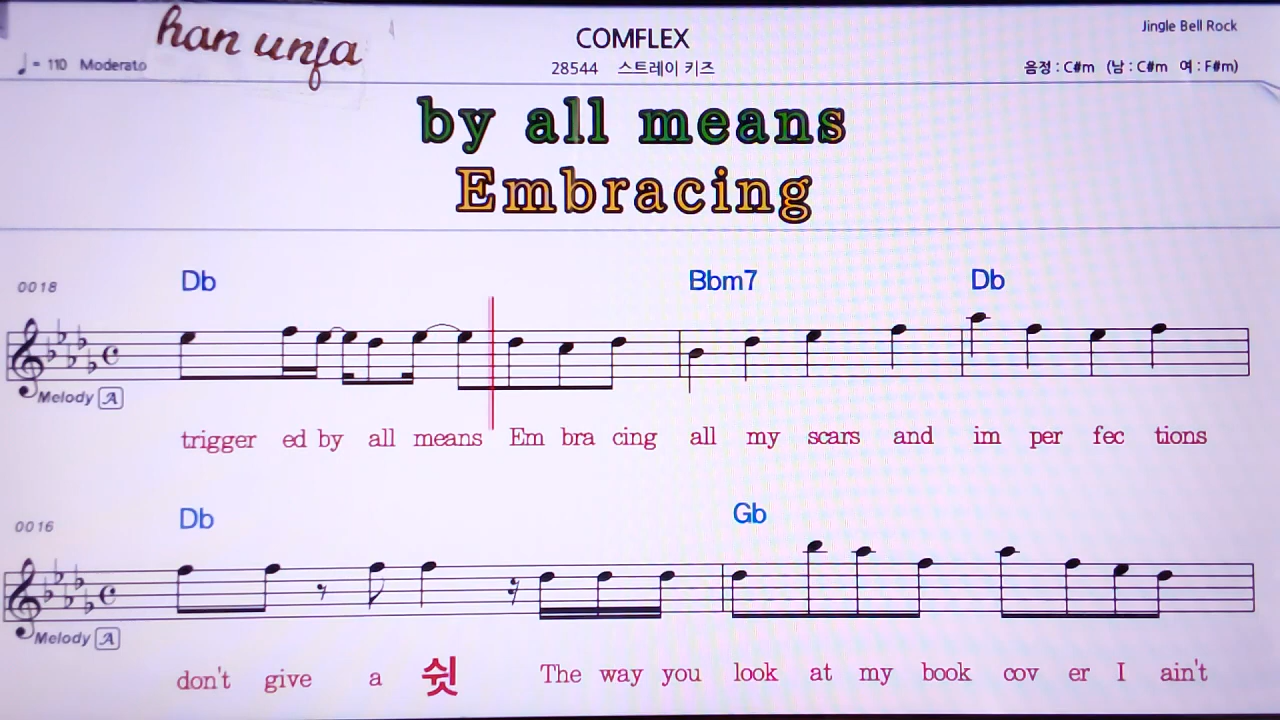 han unja
COMFLEX
Jingle Bell Rock
♩= 110 Moderato
28544 스트레이 키즈
음정 : C#m (남 : C#m 여 : F#m)
by all means
Embracing
0018 Db Bbm7 Db
Melody A
trigger ed by all means Em bra cing all my scars and im per fec tions
0016 Db Gb
Melody A
don't give a 쉿 The way you look at my book cov er I ain't